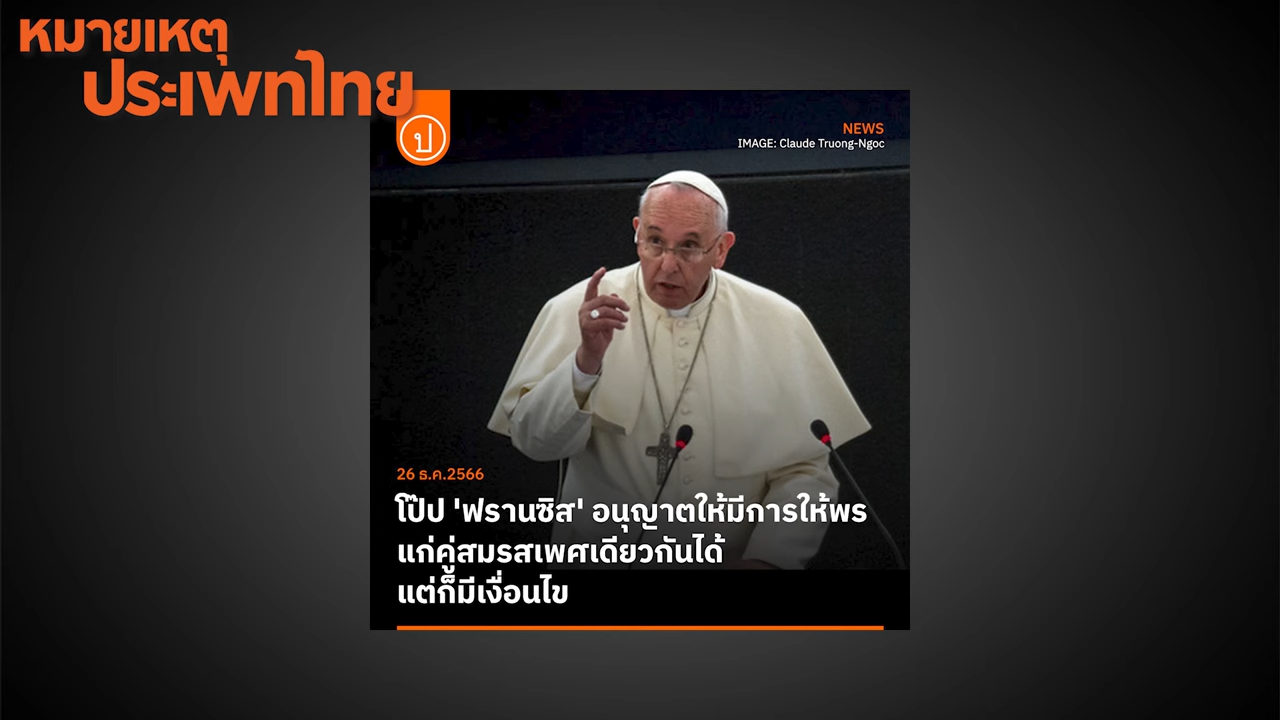 หมายเหตุ
ประเพทไทย
ป
NEWS
IMAGE: Claude Truong-Ngoc
26 ธ.ค.2566
โป๊ป 'ฟรานซิส' อนุญาตให้มีการให้พร
แก่คู่สมรสเพศเดียวกันได้
แต่ก็มีเงื่อนไข